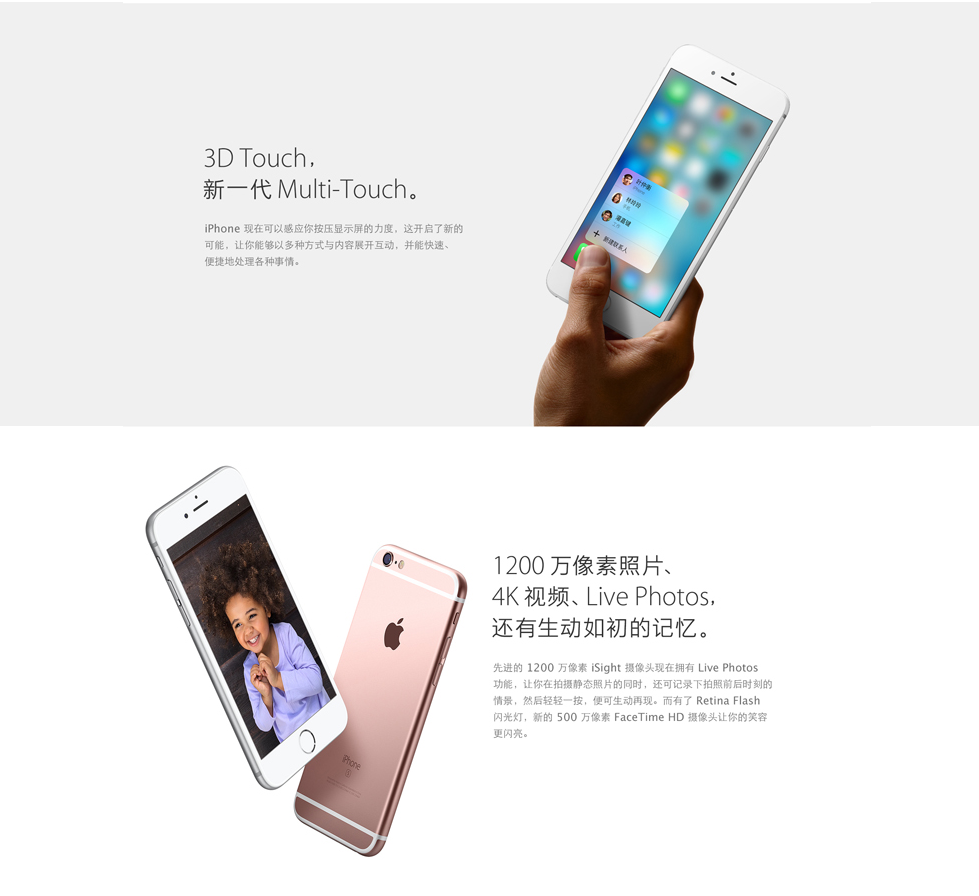 3D Touch，
新一代 Multi-Touch。
iPhone 现在可以感应你按压显示屏的力度，这开启了新的
可能，让你能够以多种方式与内容展开互动，并能快速、
便捷地处理各种事情。
FaceTime
新建联系人
1200 万像素照片、
4K 视频、Live Photos，
还有生动如初的记忆。
先进的 1200 万像素 iSight 摄像头现在拥有 Live Photos
功能，让你在拍摄静态照片的同时，还可记录下拍照前后时刻的
情景，然后轻轻一按，便可生动再现。而有了 Retina Flash
闪光灯，新的 500 万像素 FaceTime HD 摄像头让你的笑容
更闪亮。
iPhone
S